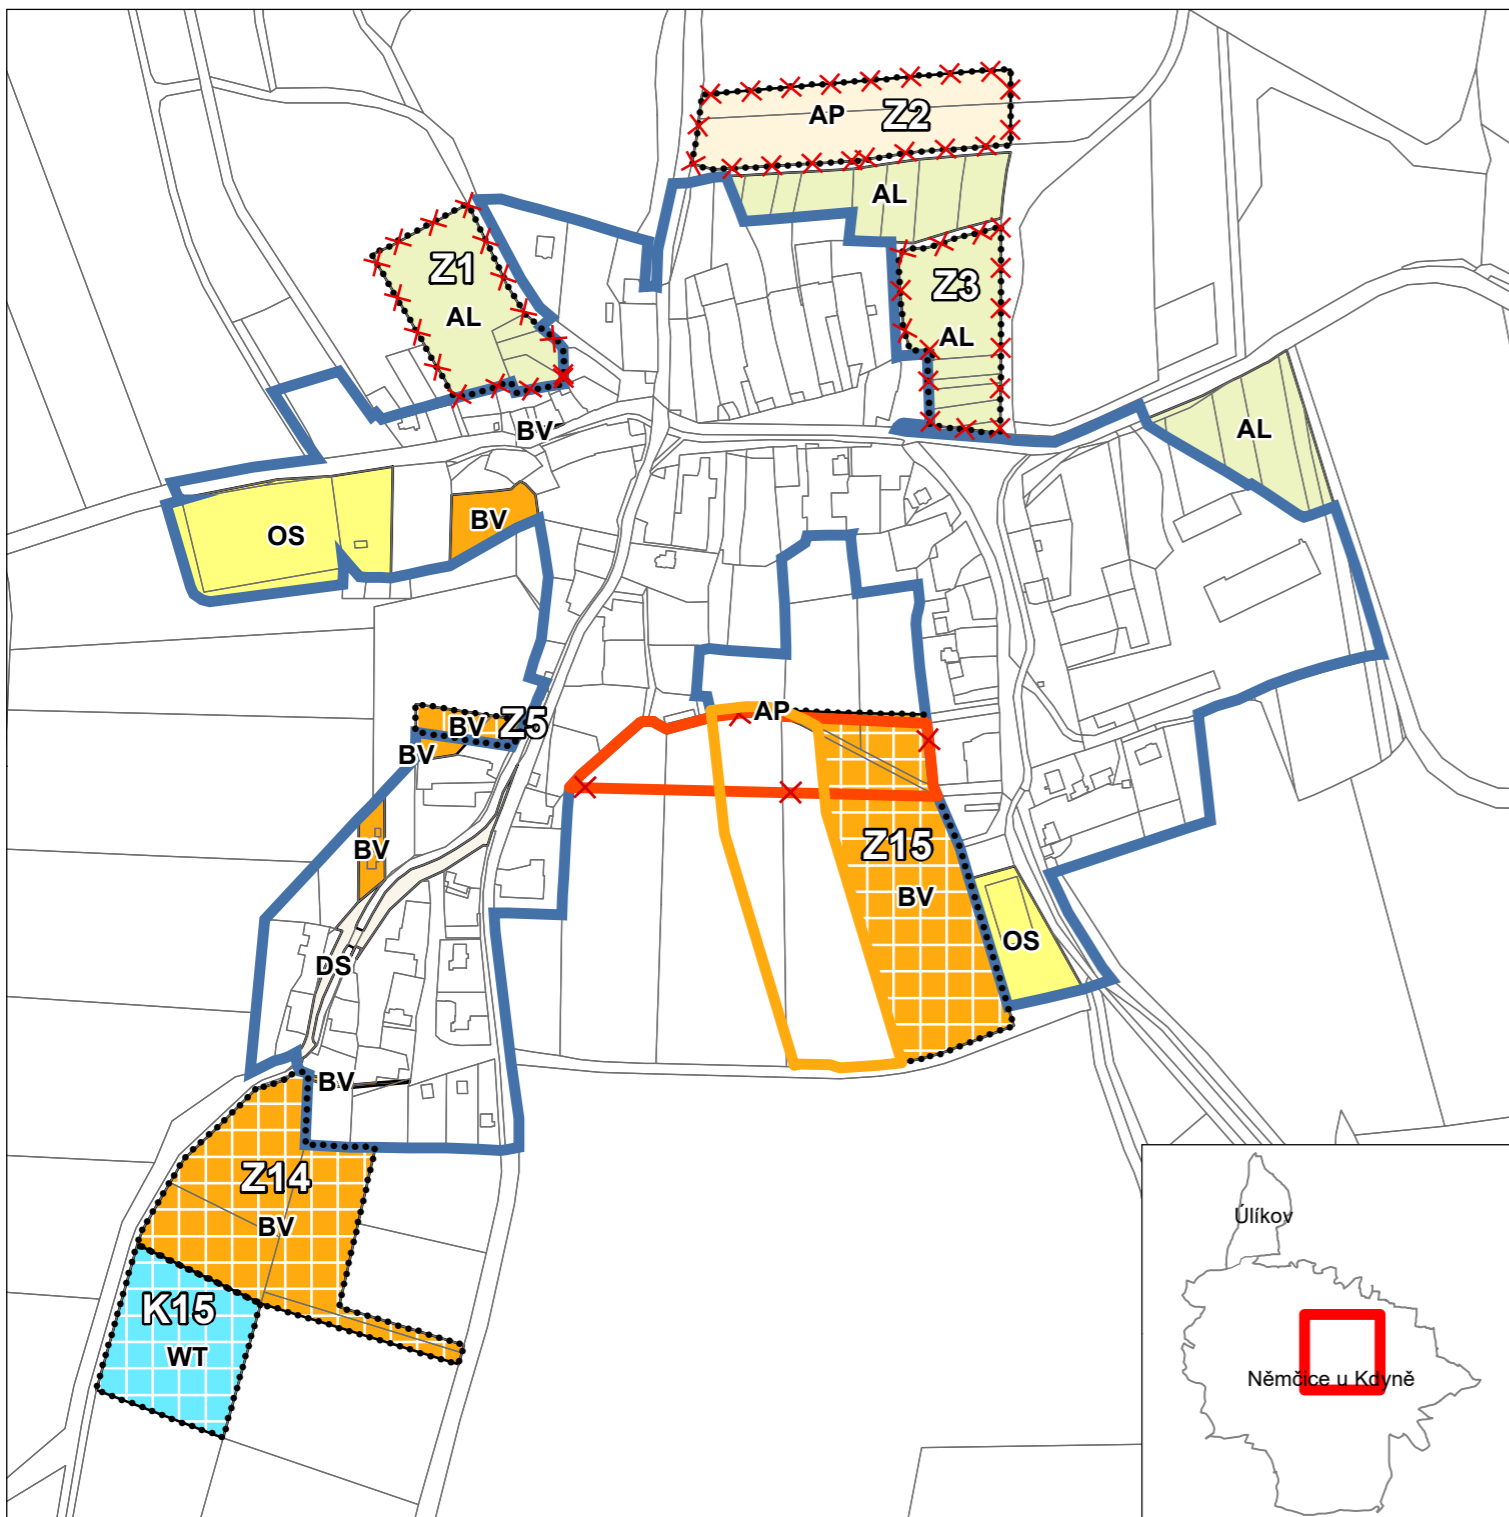 AP
Z2
AL
Z1
AL
Z3
AL
AL
BV
BV
OS
BV
Z5
BV
AP
BV
Z15
BV
OS
DS
BV
Z14
BV
K15
WT
Úlíkov
Němčice u Kdyně